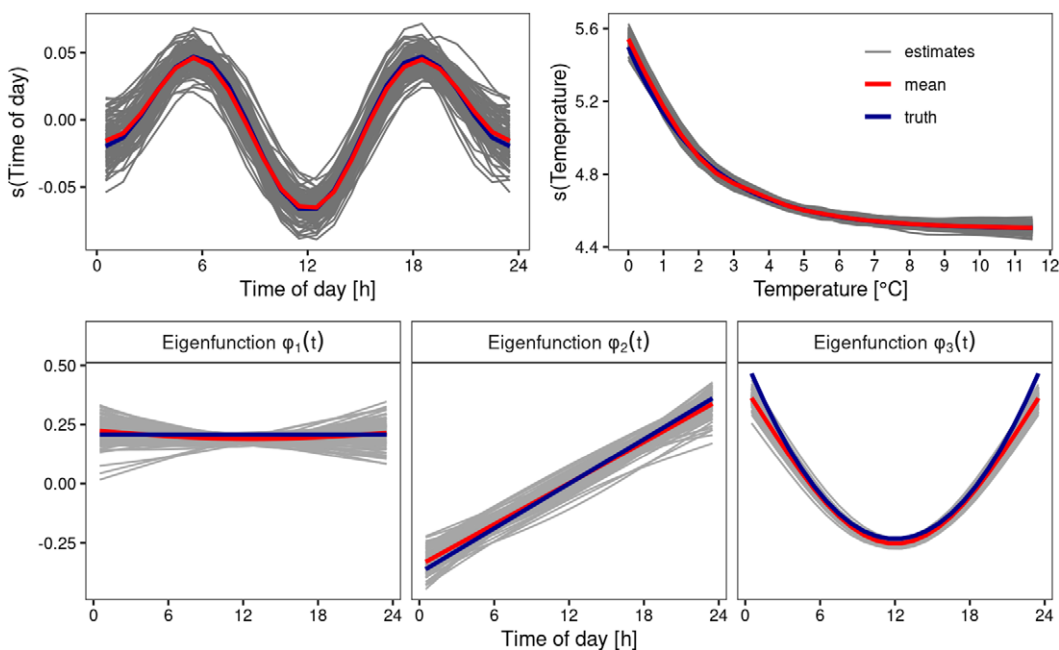 s(Time of day)
0.05
0.00
-0.05
0 6 12 18 24
Time of day [h]
s(Temeprature)
5.6
5.2
4.8
4.4
estimates
mean
truth
0 1 2 3 4 5 6 7 8 9 10 11 12
Temperature [°C]
Eigenfunction φ₁(t)
Eigenfunction φ₂(t)
Eigenfunction φ₃(t)
0.50
0.25
0.00
-0.25
0 6 12 18 24
0 6 12 18 24
0 6 12 18 24
Time of day [h]